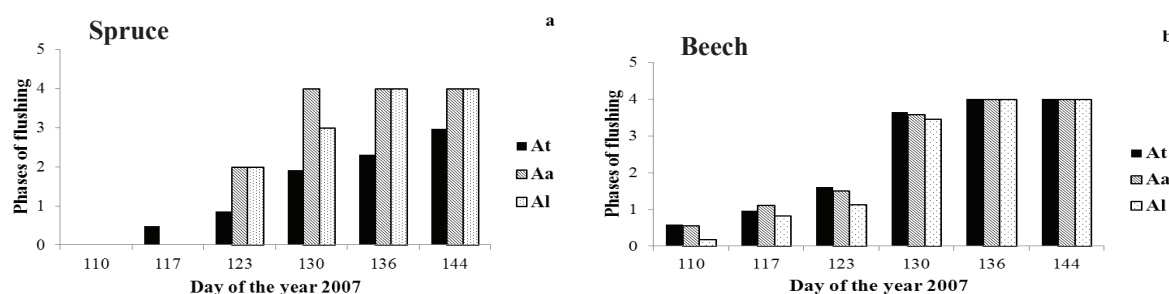 Spruce
a
5
4
3
2
1
0
Phases of flushing
110 117 123 130 136 144
Day of the year 2007
At
Aa
Al
Beech
b
5
4
3
2
1
0
Phases of flushing
110 117 123 130 136 144
Day of the year 2007
At
Aa
Al